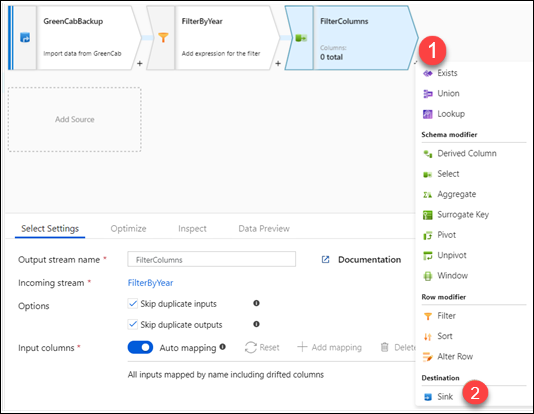 GreenCabBackup
Import data from GreenCab
+
FilterByYear
Add expression for the filter
+
FilterColumns
Columns:
0 total
1
Add Source
Exists
Union
Lookup
Schema modifier
Derived Column
Select
Aggregate
Surrogate Key
Pivot
Unpivot
Window
Row modifier
Filter
Sort
Alter Row
Destination
Sink 2
Select Settings Optimize Inspect Data Preview
Output stream name * FilterColumns Documentation
Incoming stream * FilterByYear
Options Skip duplicate inputs
Skip duplicate outputs
Input columns * Auto mapping Reset + Add mapping Delete
All inputs mapped by name including drifted columns